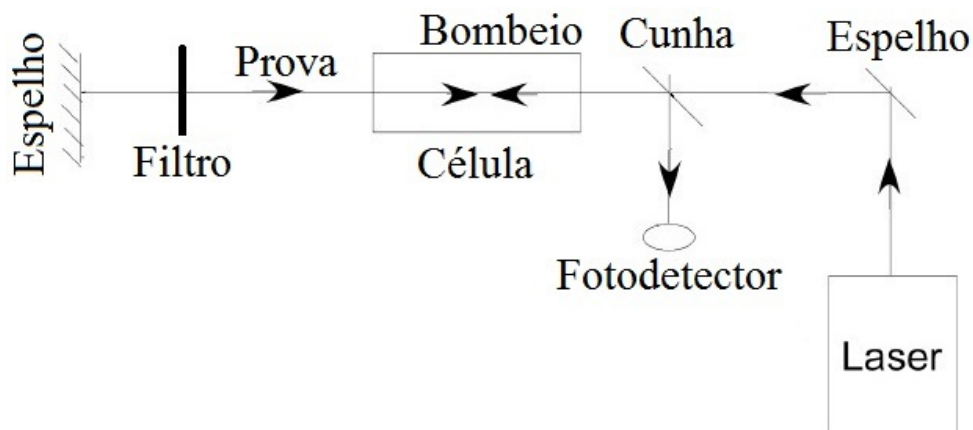 Espelho
Filtro
Prova
Bombeio
Célula
Cunha
Fotodetector
Espelho
Laser